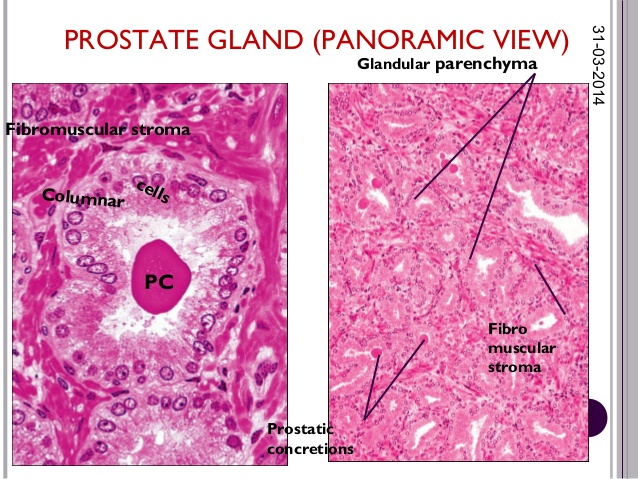 PROSTATE GLAND (PANORAMIC VIEW)
31-03-2014
Glandular parenchyma
Fibromuscular stroma
Columnar cells
PC
Fibro
muscular
stroma
Prostatic
concretions